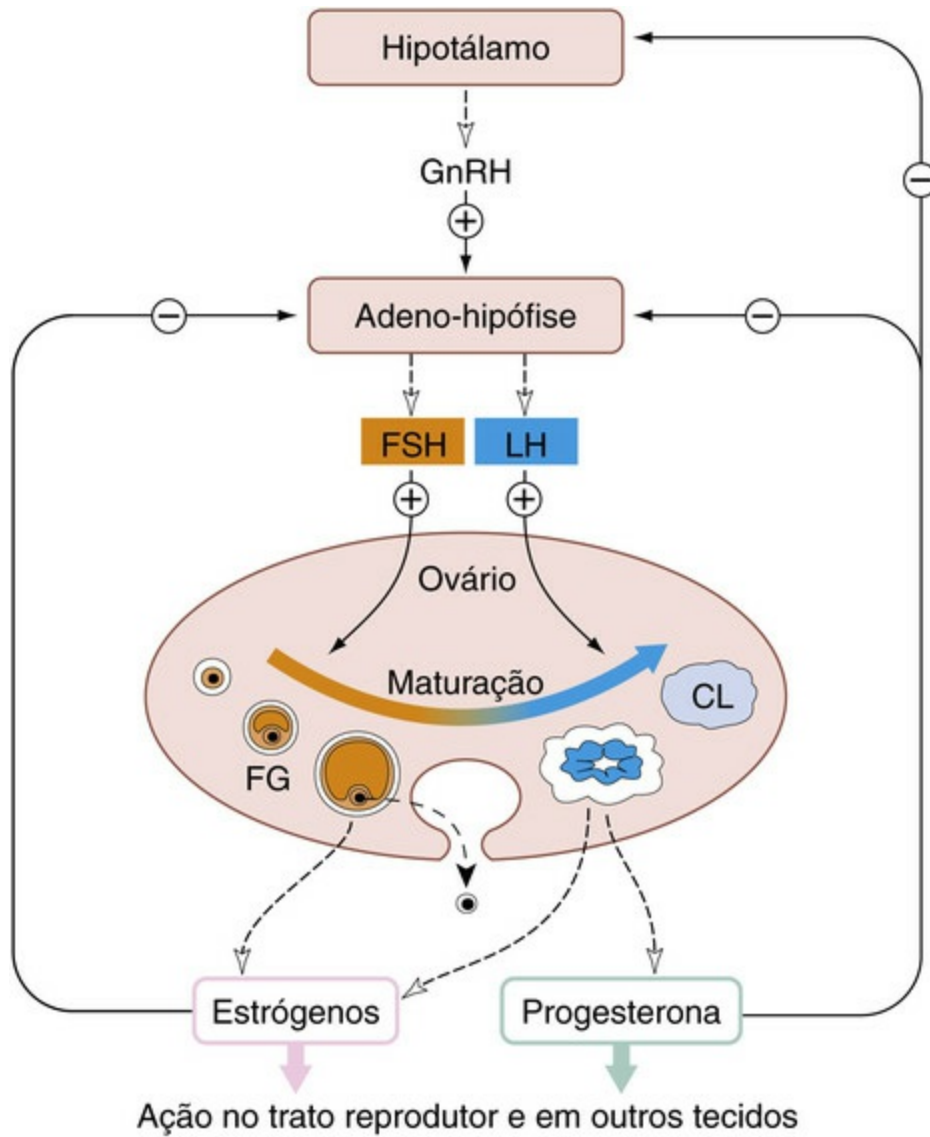 Hipotálamo
GnRH
+
−
Adeno-hipófise
−
−
FSH
LH
+
+
Ovário
Maturação
CL
FG
Estrógenos
Progesterona
Ação no trato reprodutor e em outros tecidos